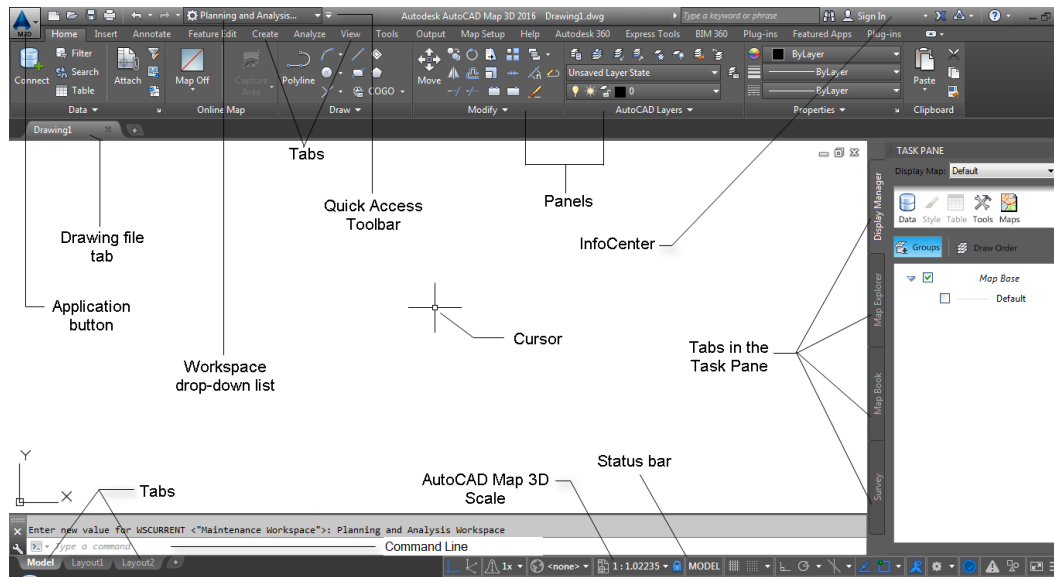 Planning and Analysis...
Autodesk AutoCAD Map 3D 2016 Drawing1.dwg
Type a keyword or phrase
Sign In
M3D
Home Insert Annotate Feature Edit Create Analyze View Tools Output Map Setup Help Autodesk 360 Express Tools BIM 360 Plug-ins Featured Apps Plug-ins
Connect
Filter
Search
Table
Attach
Data
Map Off
Capture
Area
Online Map
Polyline
COGO
Draw
Move
Modify
Unsaved Layer State
0
AutoCAD Layers
ByLayer
ByLayer
ByLayer
Properties
Paste
Clipboard
Drawing1
Tabs
Quick Access
Toolbar
Panels
InfoCenter
Drawing file
tab
Application
button
Workspace
drop-down list
Cursor
Tabs in the
Task Pane
TASK PANE
Display Map: Default
Data Style Table Tools Maps
Groups Draw Order
Map Base
Default
Display Manager
Map Explorer
Map Book
Survey
Y
X
Tabs
AutoCAD Map 3D
Scale
Status bar
Enter new value for WSCURRENT <"Maintenance Workspace">: Planning and Analysis Workspace
Type a command
Command Line
Model Layout1 Layout2 +
1x <none> 1:1.02235 MODEL